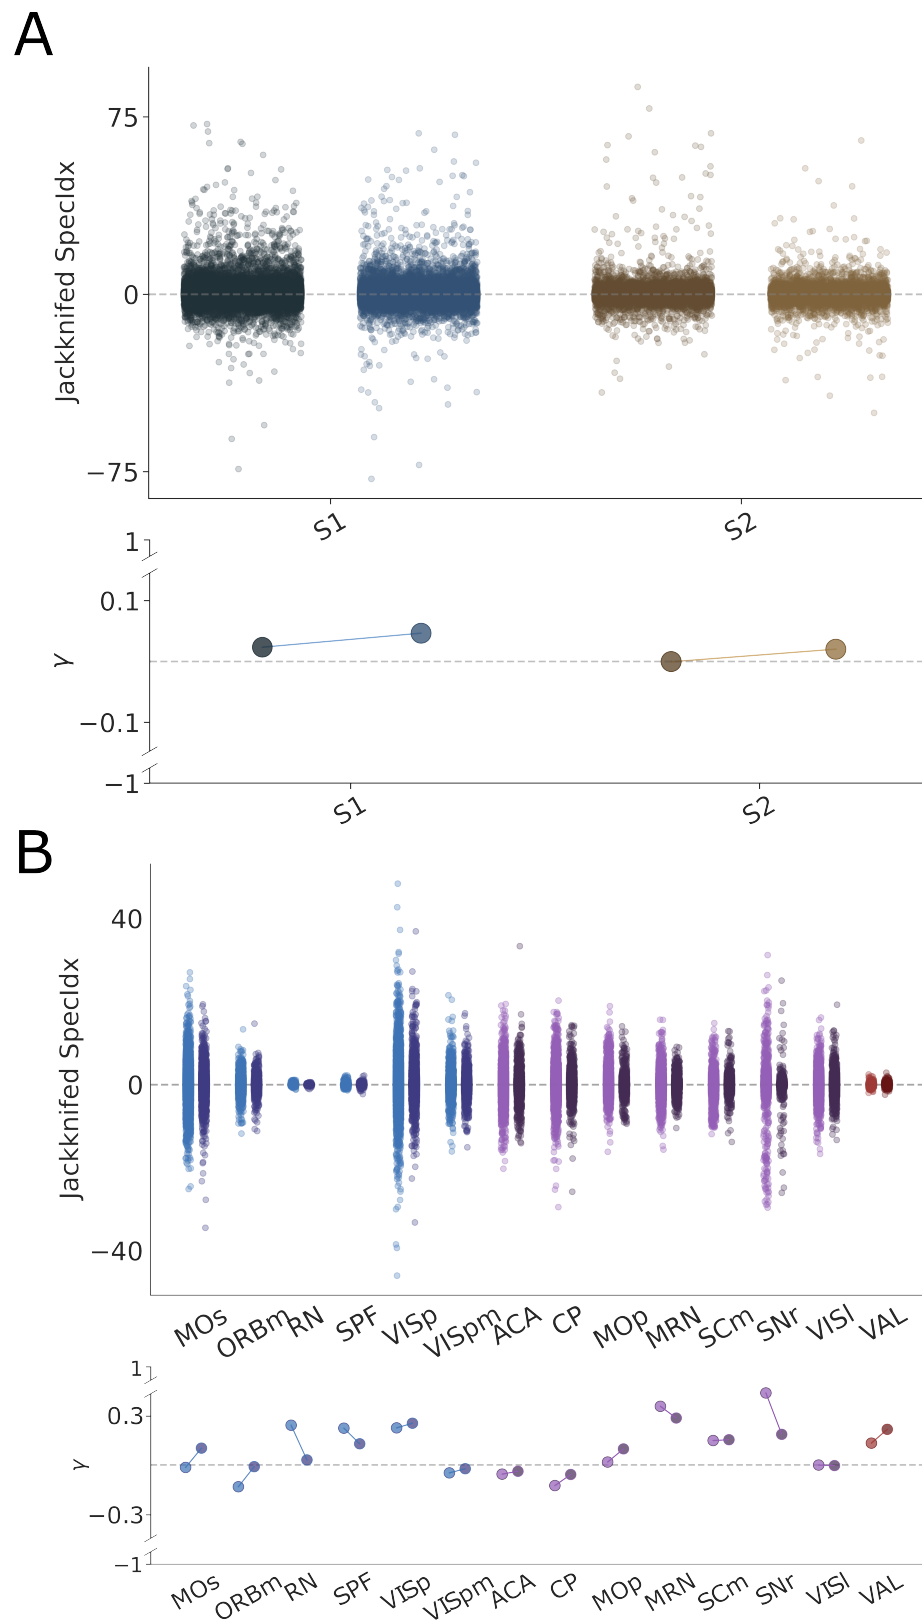 A
75
0
−75
Jackknifed SpecIdx
S1 S2
1
0.1
−0.1
−1
γ
S1 S2
B
40
0
−40
Jackknifed SpecIdx
MOs ORBm RN SPF VISp VISpm ACA CP MOp MRN SCm SNr VISl VAL
1
0.3
−0.3
−1
γ
MOs ORBm RN SPF VISp VISpm ACA CP MOp MRN SCm SNr VISl VAL